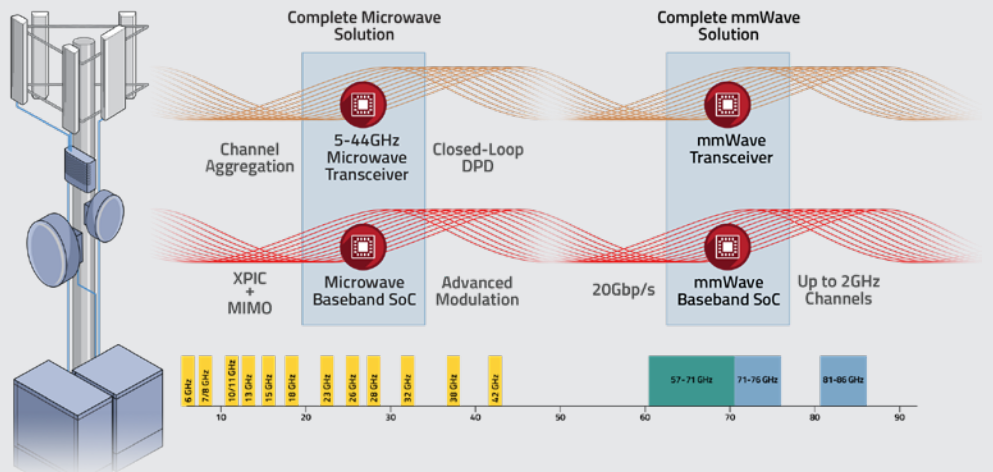 Complete Microwave
Solution
Complete mmWave
Solution
Channel
Aggregation
5-44GHz
Microwave
Transceiver
Closed-Loop
DPD
mmWave
Transceiver
XPIC
+
MIMO
Microwave
Baseband SoC
Advanced
Modulation
20Gbp/s
mmWave
Baseband SoC
Up to 2GHz
Channels
6 GHz
7/8 GHz
10/11 GHz
13 GHz
15 GHz
18 GHz
23 GHz
26 GHz
28 GHz
32 GHz
38 GHz
42 GHz
57-71 GHz
71-76 GHz
81-86 GHz
10 20 30 40 50 60 70 80 90